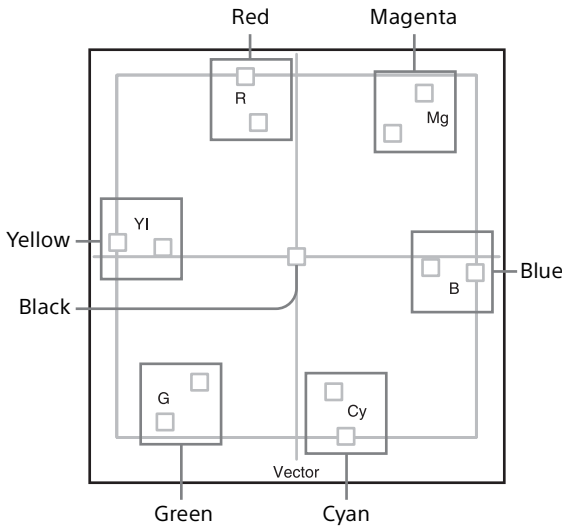 Red
Magenta
R
Mg
Yl
Yellow
Blue
B
Black
G
Cy
Vector
Green
Cyan